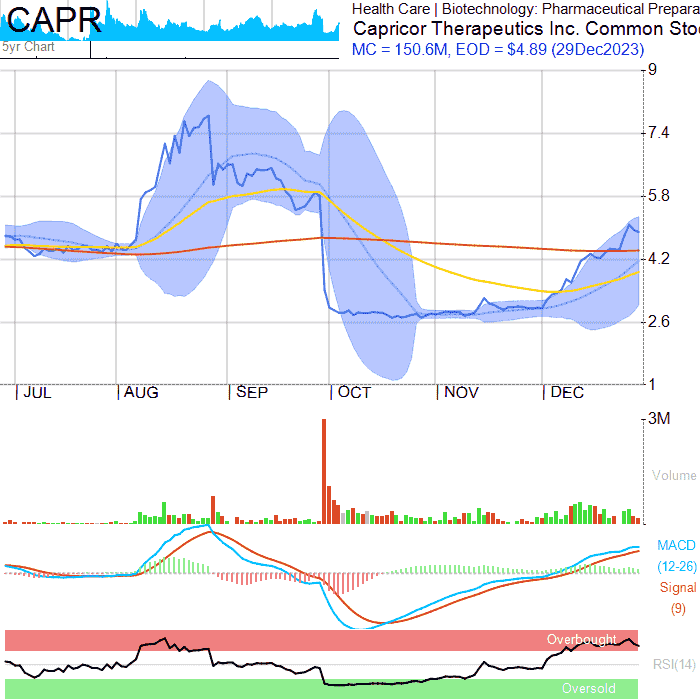 CAPR
5yr Chart
Health Care | Biotechnology: Pharmaceutical Prepara
Capricor Therapeutics Inc. Common Sto
MC = 150.6M, EOD = $4.89 (29Dec2023)
9
7.4
5.8
4.2
2.6
1
JUL AUG SEP OCT NOV DEC
3M
Volume
MACD
(12-26)
Signal
(9)
Overbought
RSI(14)
Oversold